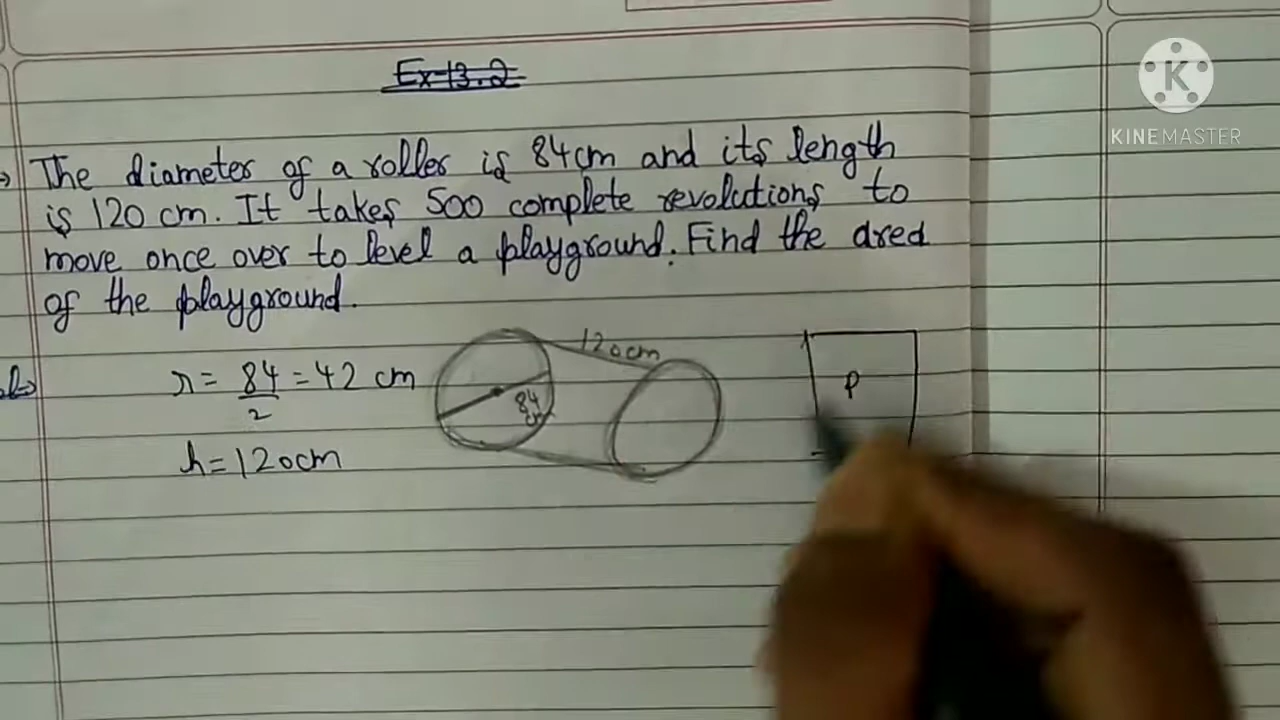 Ex-13.2
K
KINEMASTER
The diameter of a roller is 84cm and its length
is 120 cm. It takes 500 complete revolutions to
move once over to level a playground. Find the area
of the playground.
r = 84/2 = 42 cm
h = 120cm
120cm
84 cm
P